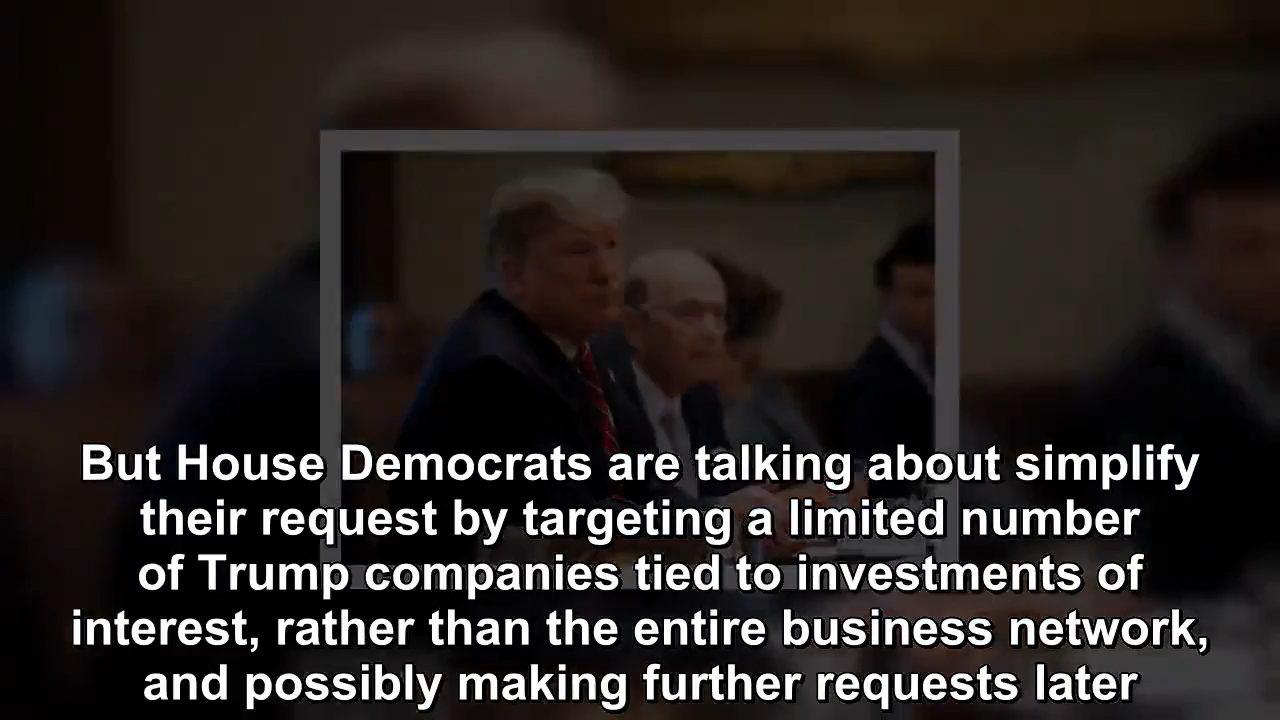 But House Democrats are talking about simplify
their request by targeting a limited number
of Trump companies tied to investments of
interest, rather than the entire business network,
and possibly making further requests later